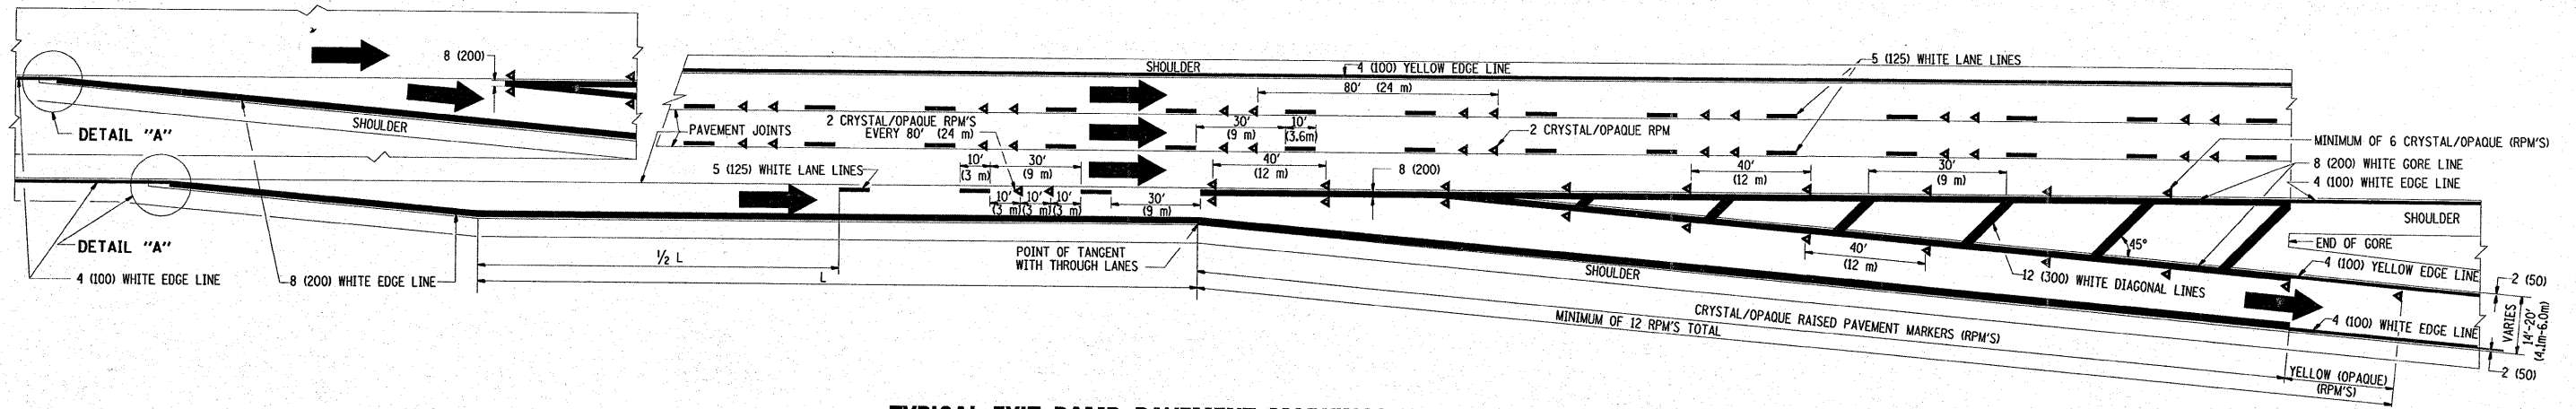 8 (200)
DETAIL "A"
SHOULDER
DETAIL "A"
4 (100) WHITE EDGE LINE
8 (200) WHITE EDGE LINE
SHOULDER
4 (100) YELLOW EDGE LINE
5 (125) WHITE LANE LINES
80' (24 m)
PAVEMENT JOINTS
2 CRYSTAL/OPAQUE RPM'S
EVERY 80' (24 m)
30'
(9 m)
10'
(3.6m)
2 CRYSTAL/OPAQUE RPM
5 (125) WHITE LANE LINES
10'
(3 m)
30'
(9 m)
10'
(3 m)
10'
(3 m)
10'
(3 m)
30'
(9 m)
40'
(12 m)
8 (200)
40'
(12 m)
30'
(9 m)
MINIMUM OF 6 CRYSTAL/OPAQUE (RPM'S)
8 (200) WHITE GORE LINE
4 (100) WHITE EDGE LINE
SHOULDER
45°
END OF GORE
4 (100) YELLOW EDGE LINE
2 (50)
½ L
L
POINT OF TANGENT
WITH THROUGH LANES
SHOULDER
40'
(12 m)
12 (300) WHITE DIAGONAL LINES
CRYSTAL/OPAQUE RAISED PAVEMENT MARKERS (RPM'S)
MINIMUM OF 12 RPM'S TOTAL
4 (100) WHITE EDGE LINE
VARIES
14'-20'
(4.1m-6.0m)
2 (50)
YELLOW (OPAQUE)
(RPM'S)
TYPICAL EXIT RAMP PAVEMENT